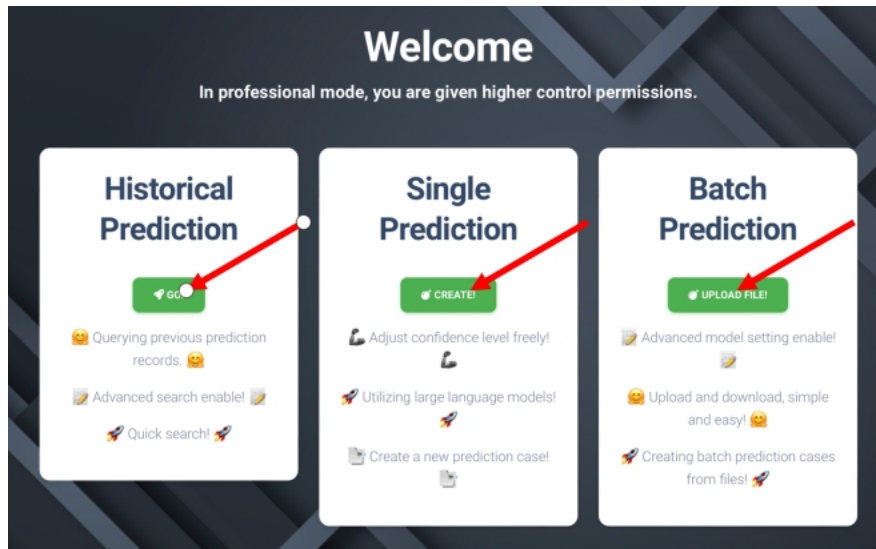 Welcome
In professional mode, you are given higher control permissions.
Historical
Prediction
🚀 GO
🤗 Querying previous prediction
records. 🤗
📝 Advanced search enable! 📝
🚀 Quick search! 🚀
Single
Prediction
CREATE!
💪 Adjust confidence level freely!
💪
🚀 Utilizing large language models!
🚀
Create a new prediction case!
Batch
Prediction
UPLOAD FILE!
📝 Advanced model setting enable!
📝
🤗 Upload and download, simple
and easy! 🤗
🚀 Creating batch prediction cases
from files! 🚀